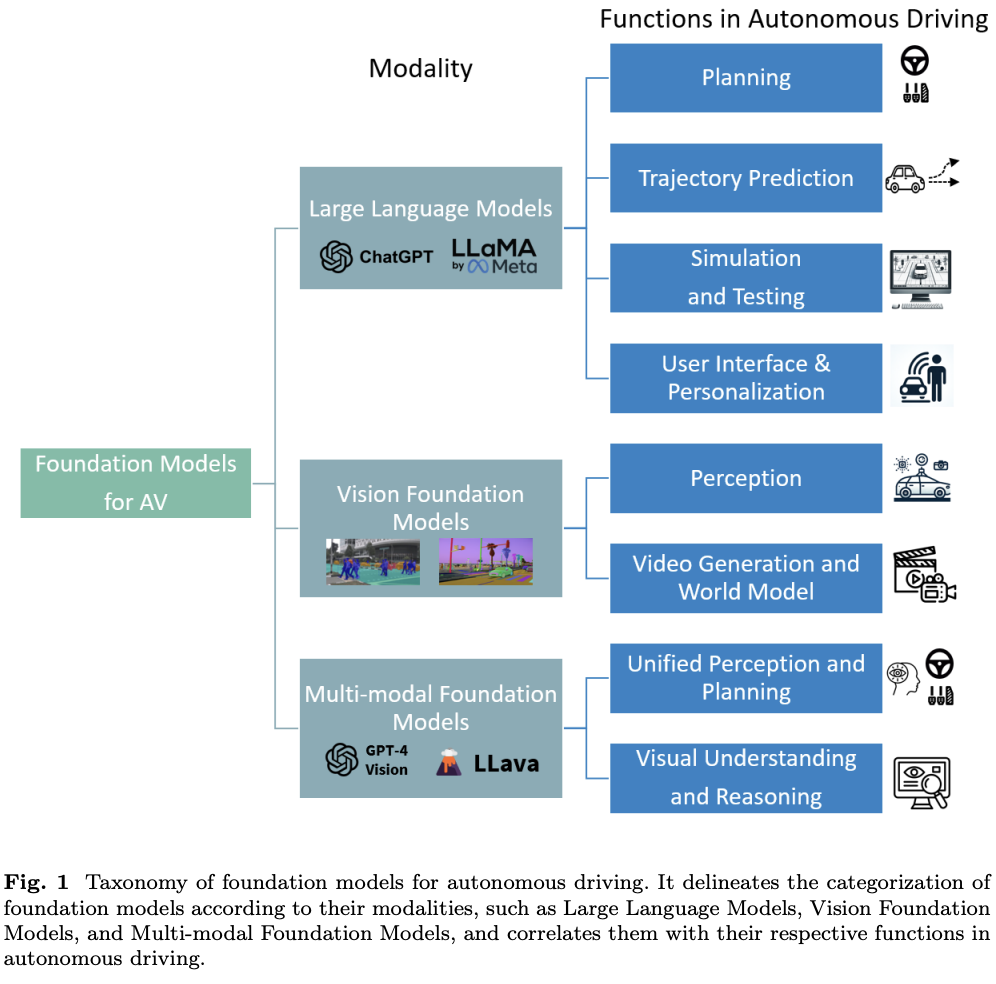 Functions in Autonomous Driving
Modality
Planning
Trajectory Prediction
Large Language Models
ChatGPT
LLaMA
by Meta
Simulation
and Testing
User Interface &
Personalization
Foundation Models
for AV
Vision Foundation
Models
Perception
Video Generation and
World Model
Multi-modal Foundation
Models
GPT-4
Vision
LLava
Unified Perception and
Planning
Visual Understanding
and Reasoning
Fig. 1 Taxonomy of foundation models for autonomous driving. It delineates the categorization of
foundation models according to their modalities, such as Large Language Models, Vision Foundation
Models, and Multi-modal Foundation Models, and correlates them with their respective functions in
autonomous driving.